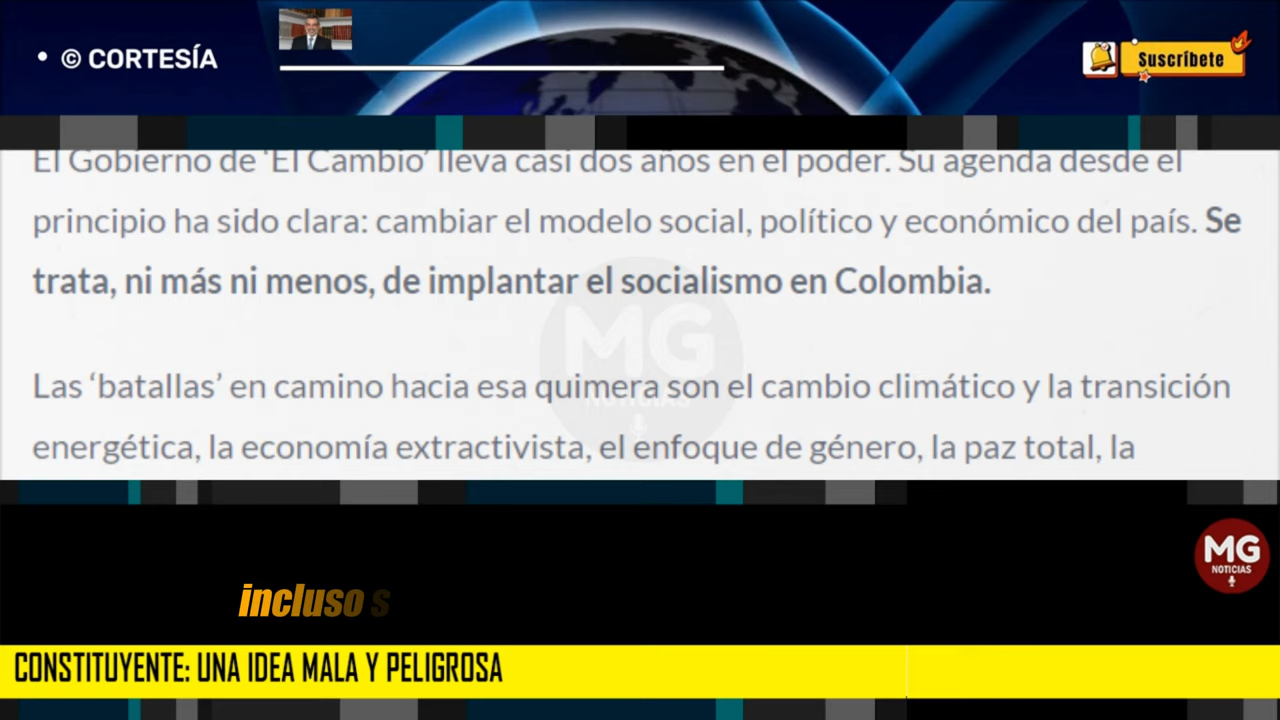 • © CORTESÍA
Suscríbete
El Gobierno de ‘El Cambio’ lleva casi dos años en el poder. Su agenda desde el
principio ha sido clara: cambiar el modelo social, político y económico del país. Se
trata, ni más ni menos, de implantar el socialismo en Colombia.
MG
NOTICIAS
Las ‘batallas’ en camino hacia esa quimera son el cambio climático y la transición
energética, la economía extractivista, el enfoque de género, la paz total, la
MG
NOTICIAS
incluso s
CONSTITUYENTE: UNA IDEA MALA Y PELIGROSA